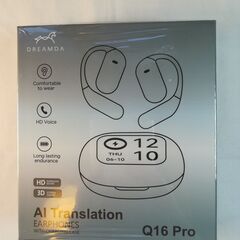 DREAMDA
Comfortable
to wear
HD Voice
Long lasting
endurance
12
10
THU
06-10
HD
3D
AI Translation
EARPHONES
Q16 Pro